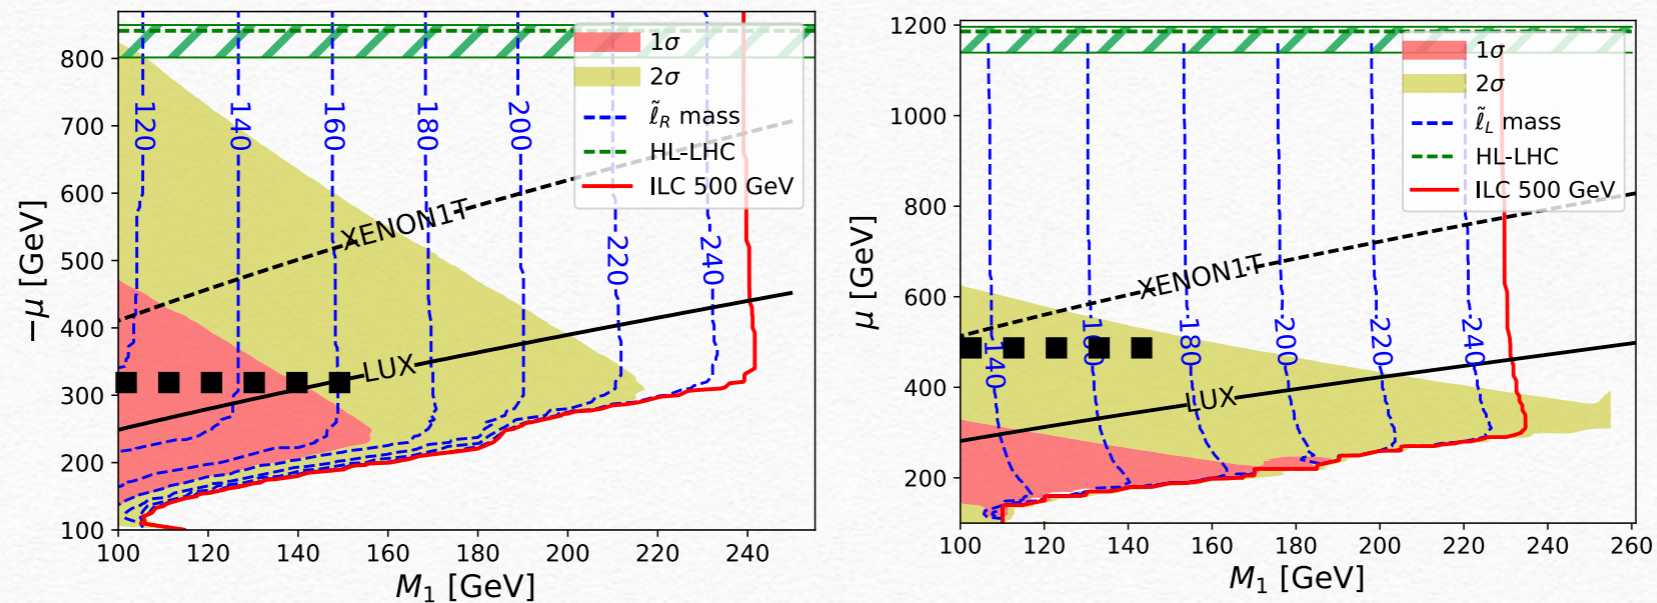 800
700
600
500
400
300
200
100
−μ [GeV]
100 120 140 160 180 200 220 240
M₁ [GeV]
120
140
160
180
200
220
240
XENON1T
LUX
1σ
2σ
ℓ̃_R mass
HL-LHC
ILC 500 GeV
1200
1000
800
600
400
200
μ [GeV]
100 120 140 160 180 200 220 240 260
M₁ [GeV]
140
160
180
200
220
240
XENON1T
LUX
1σ
2σ
ℓ̃_L mass
HL-LHC
ILC 500 GeV